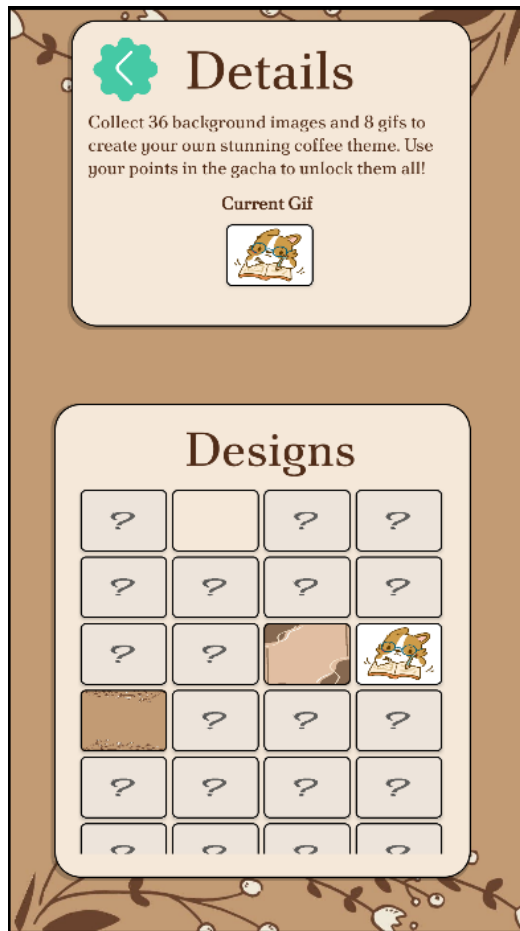 Details
Collect 36 background images and 8 gifs to
create your own stunning coffee theme. Use
your points in the gacha to unlock them all!
Current Gif
Designs
? ? ?
? ? ? ?
? ?
? ? ?
? ? ? ?
? ? ? ?